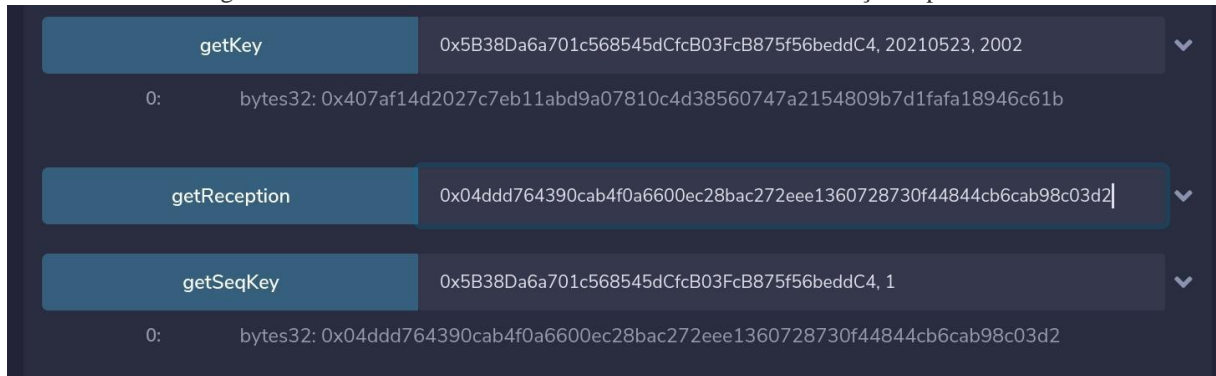 getKey 0x5B38Da6a701c568545dCfcB03FcB875f56beddC4, 20210523, 2002
0: bytes32: 0x407af14d2027c7eb11abd9a07810c4d38560747a2154809b7d1fafa18946c61b
getReception 0x04ddd764390cab4f0a6600ec28bac272eee1360728730f44844cb6cab98c03d2
getSeqKey 0x5B38Da6a701c568545dCfcB03FcB875f56beddC4, 1
0: bytes32: 0x04ddd764390cab4f0a6600ec28bac272eee1360728730f44844cb6cab98c03d2